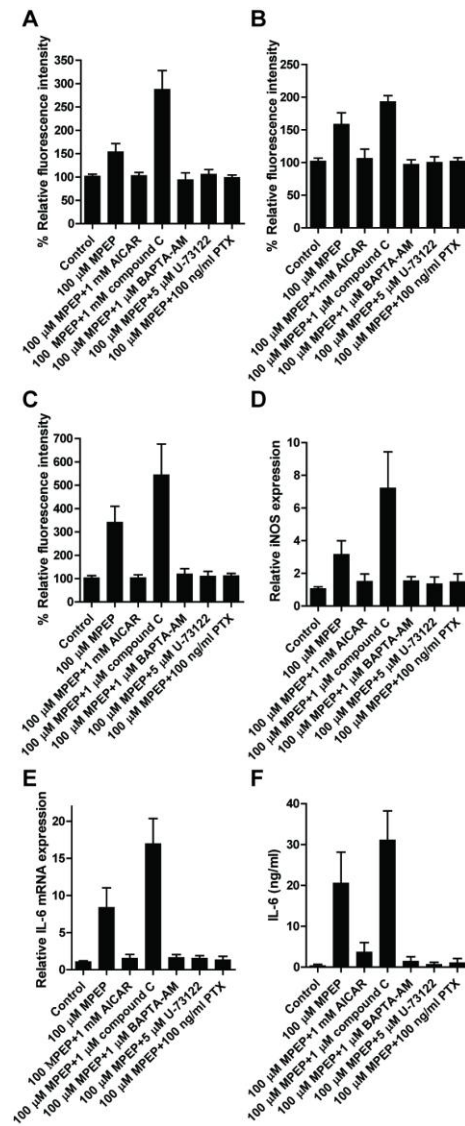 A
% Relative fluorescence intensity
350
300
250
200
150
100
50
0
Control
100 µM MPEP
100 µM MPEP+1 mM AICAR
100 MPEP+1 mM compound C
100 µM MPEP+1 µM BAPTA-AM
100 µM MPEP+5 µM U-73122
100 µM MPEP+100 ng/ml PTX
B
% Relative fluorescence intensity
250
200
150
100
50
0
Control
100 µM MPEP
100 µM MPEP+1mM AICAR
100 µM MPEP+1 µM compound C
100 µM MPEP+1 µM BAPTA-AM
100 µM MPEP+5 µM U-73122
100 µM MPEP+100 ng/ml PTX
C
% Relative fluorescence intensity
700
600
500
400
300
200
100
0
Control
100 µM MPEP
100 µM MPEP+1 mM AICAR
100 µM MPEP+1 µM compound C
100 µM MPEP+1 µM BAPTA-AM
100 µM MPEP+5 µM U-73122
100 µM MPEP+100 ng/ml PTX
D
Relative iNOS expression
10
8
6
4
2
0
Control
100 µM MPEP
100 µM MPEP+1 mM AICAR
100 µM MPEP+1 µM compound C
100 µM MPEP+1 µM BAPTA-AM
100 µM MPEP+5 µM U-73122
100 µM MPEP+100 ng/ml PTX
E
Relative IL-6 mRNA expression
20
15
10
5
0
Control
100 µM MPEP
100 MPEP+1 mM AICAR
100 µM MPEP+1 µM compound C
100 µM MPEP+1 µM BAPTA-AM
100 µM MPEP+5 µM U-73122
100 µM MPEP+100 ng/ml PTX
F
IL-6 (ng/ml)
40
30
20
10
0
Control
100 µM MPEP
100 µM MPEP+1 mM AICAR
100 µM MPEP+1 µM compound C
100 µM MPEP+1 µM BAPTA-AM
100 µM MPEP+5 µM U-73122
100 µM MPEP+100 ng/ml PTX